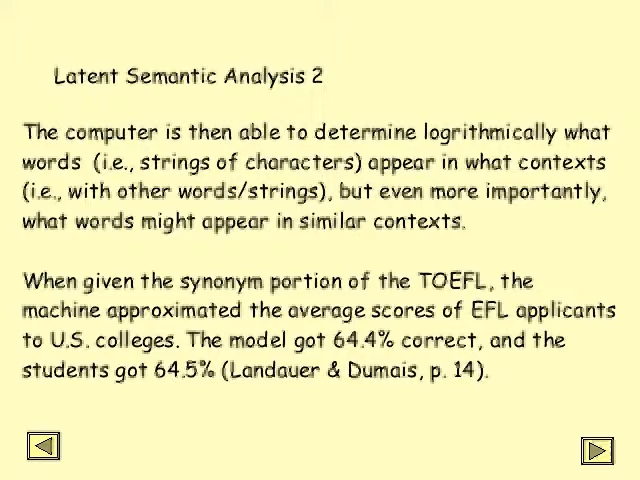 Latent Semantic Analysis 2
The computer is then able to determine logrithmically what
words (i.e., strings of characters) appear in what contexts
(i.e., with other words/strings), but even more importantly,
what words might appear in similar contexts.
When given the synonym portion of the TOEFL, the
machine approximated the average scores of EFL applicants
to U.S. colleges. The model got 64.4% correct, and the
students got 64.5% (Landauer & Dumais, p. 14).